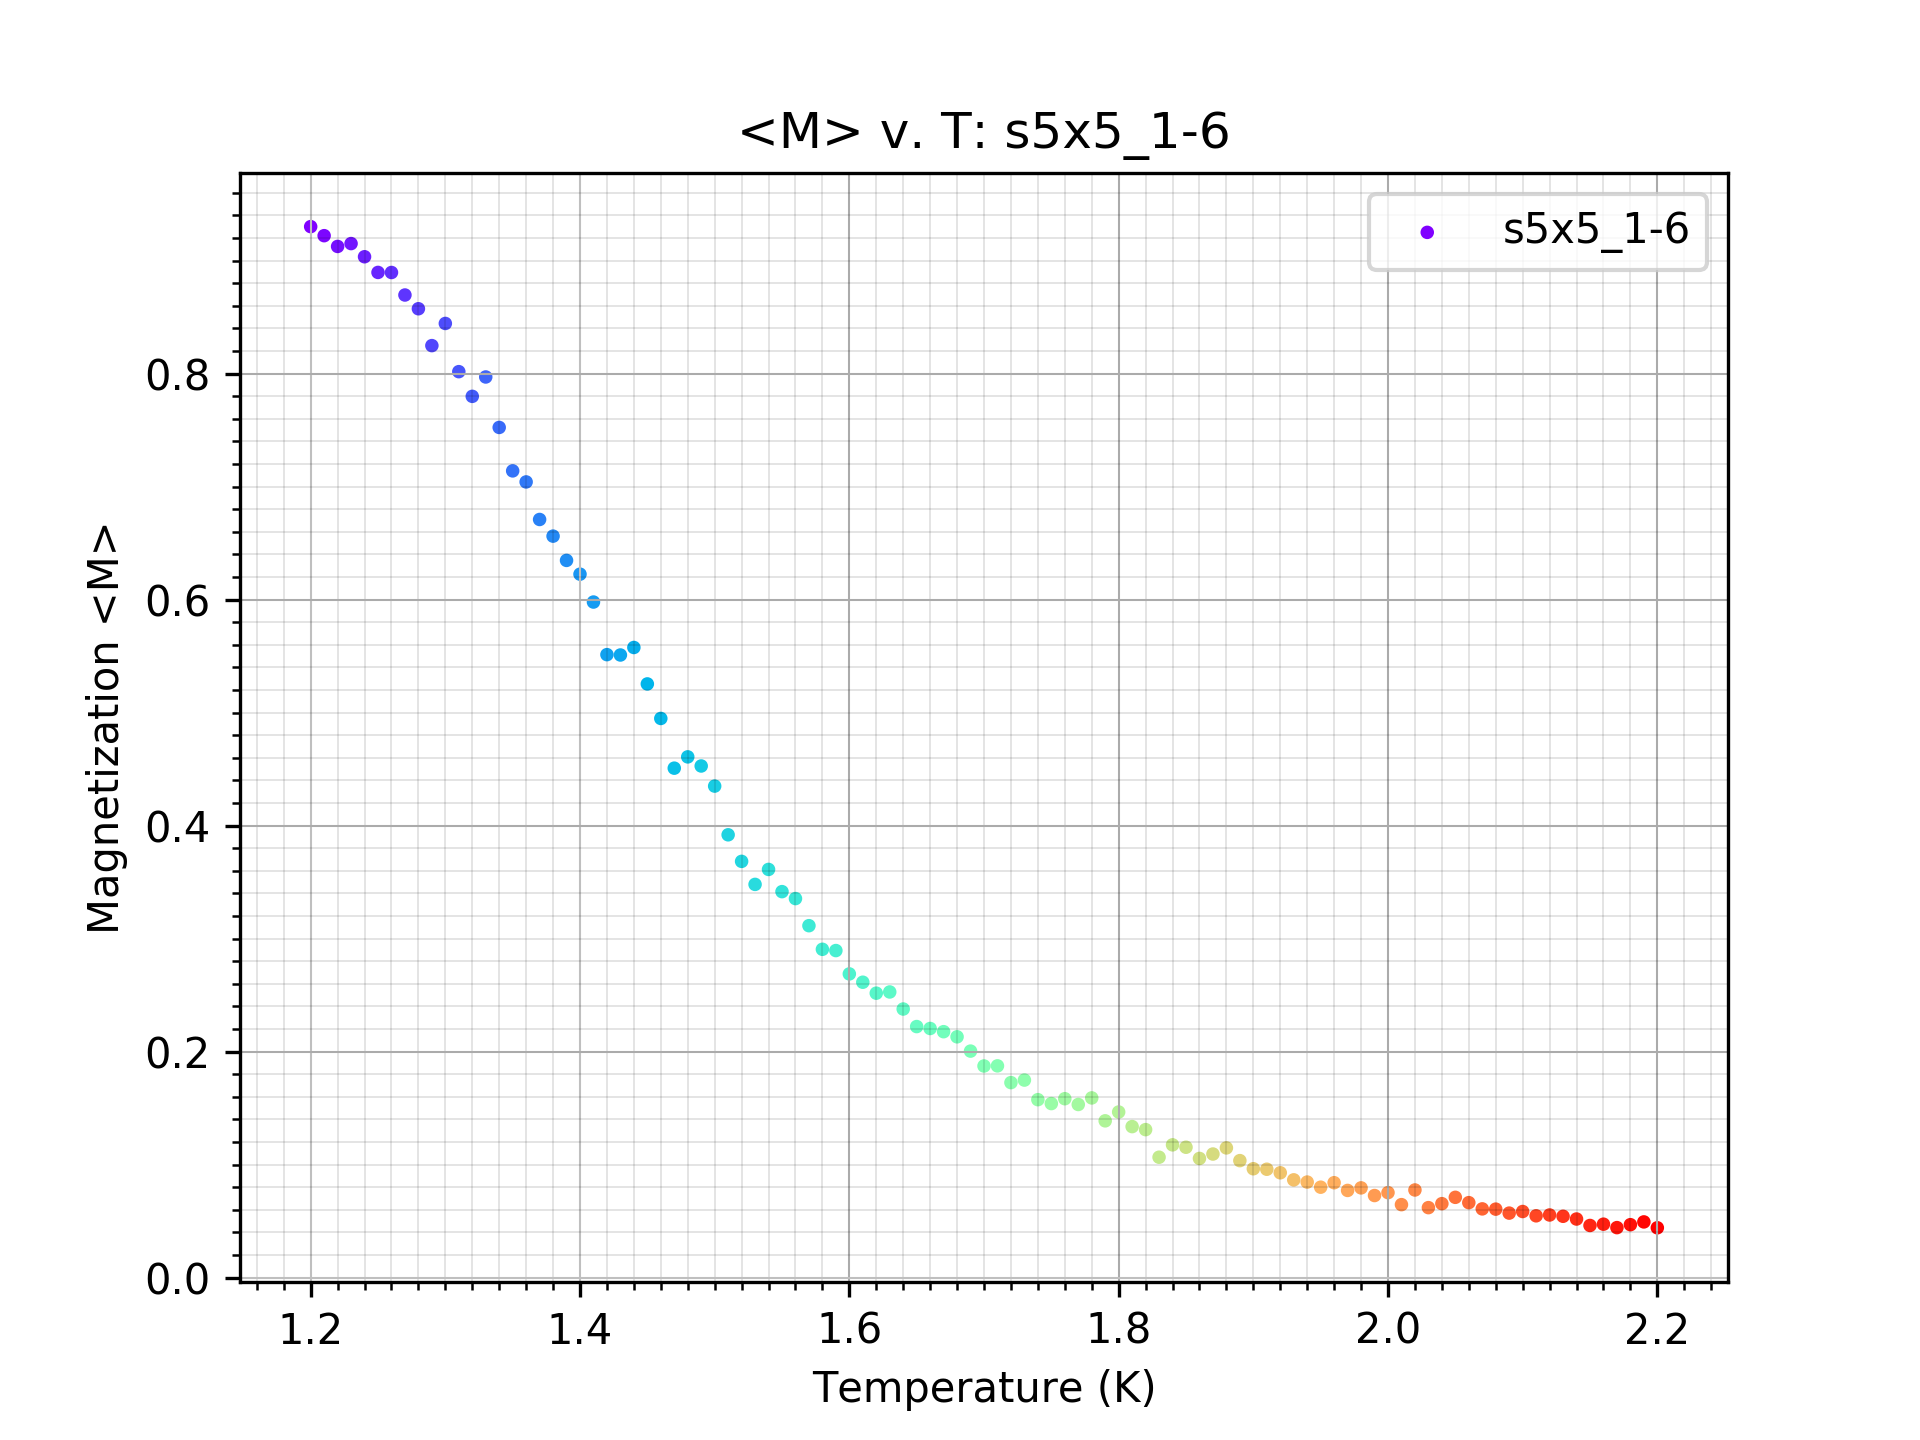 <M> v. T: s5x5_1-6
s5x5_1-6
Magnetization <M>
0.8
0.6
0.4
0.2
0.0
1.2 1.4 1.6 1.8 2.0 2.2
Temperature (K)